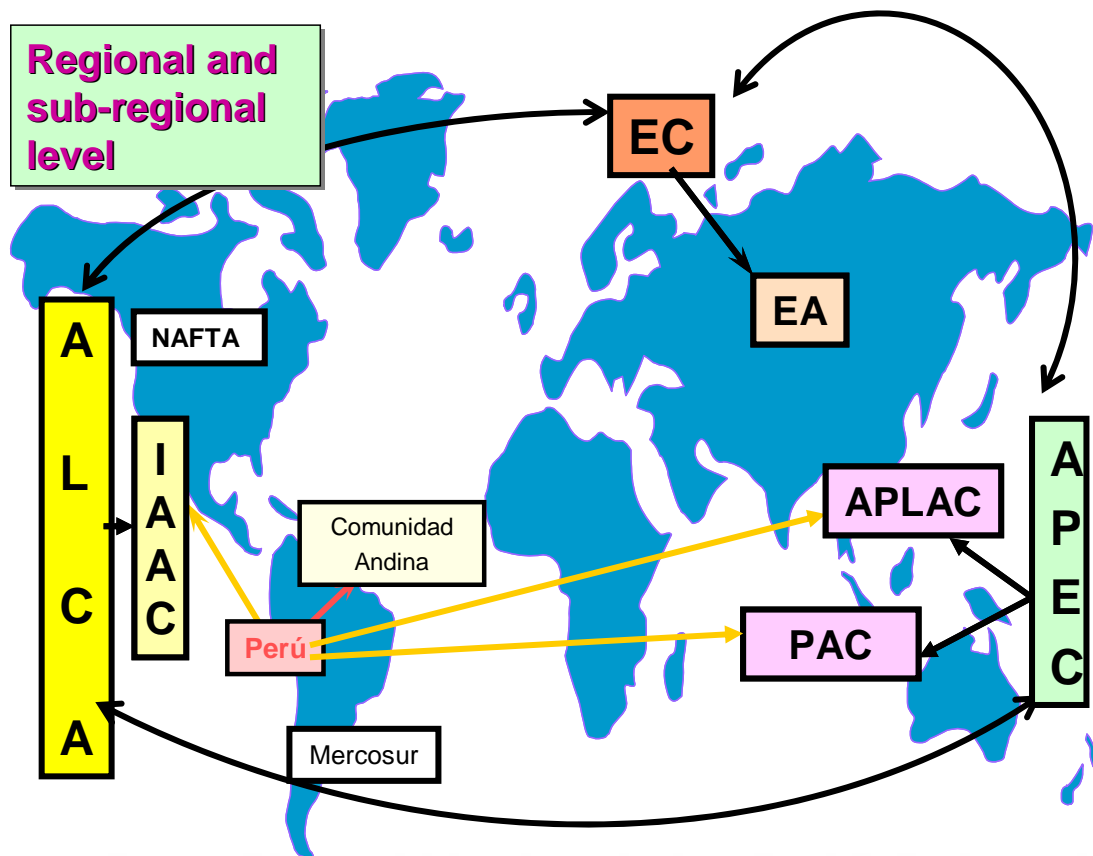 Regional and
sub-regional
level
EC
EA
A
L
C
A
NAFTA
I
A
A
C
Comunidad
Andina
Perú
Mercosur
APLAC
PAC
A
P
E
C